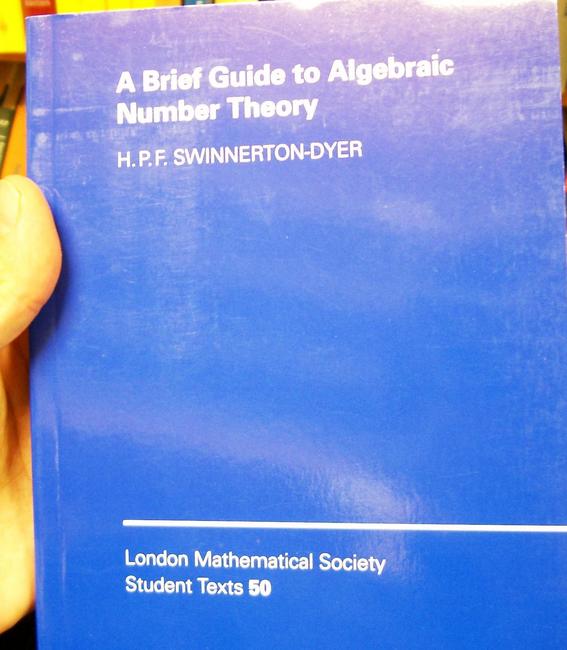 A Brief Guide to Algebraic
Number Theory
H.P.F. SWINNERTON-DYER
London Mathematical Society
Student Texts 50